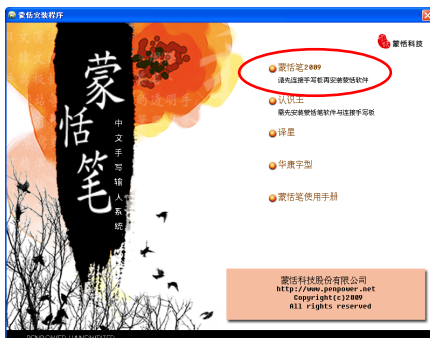 蒙恬安装程序
蒙恬科技
蒙恬笔2009
请先连接手写板再安装蒙恬软件
认识王
需先安装蒙恬笔软件与连接手写板
译星
华康字型
蒙恬笔使用手册
蒙恬笔
中文手写输入系统
蒙恬科技股份有限公司
http://www.penpower.net
Copyright(c)2009
All rights reserved
PENPOWER HANDWRITER